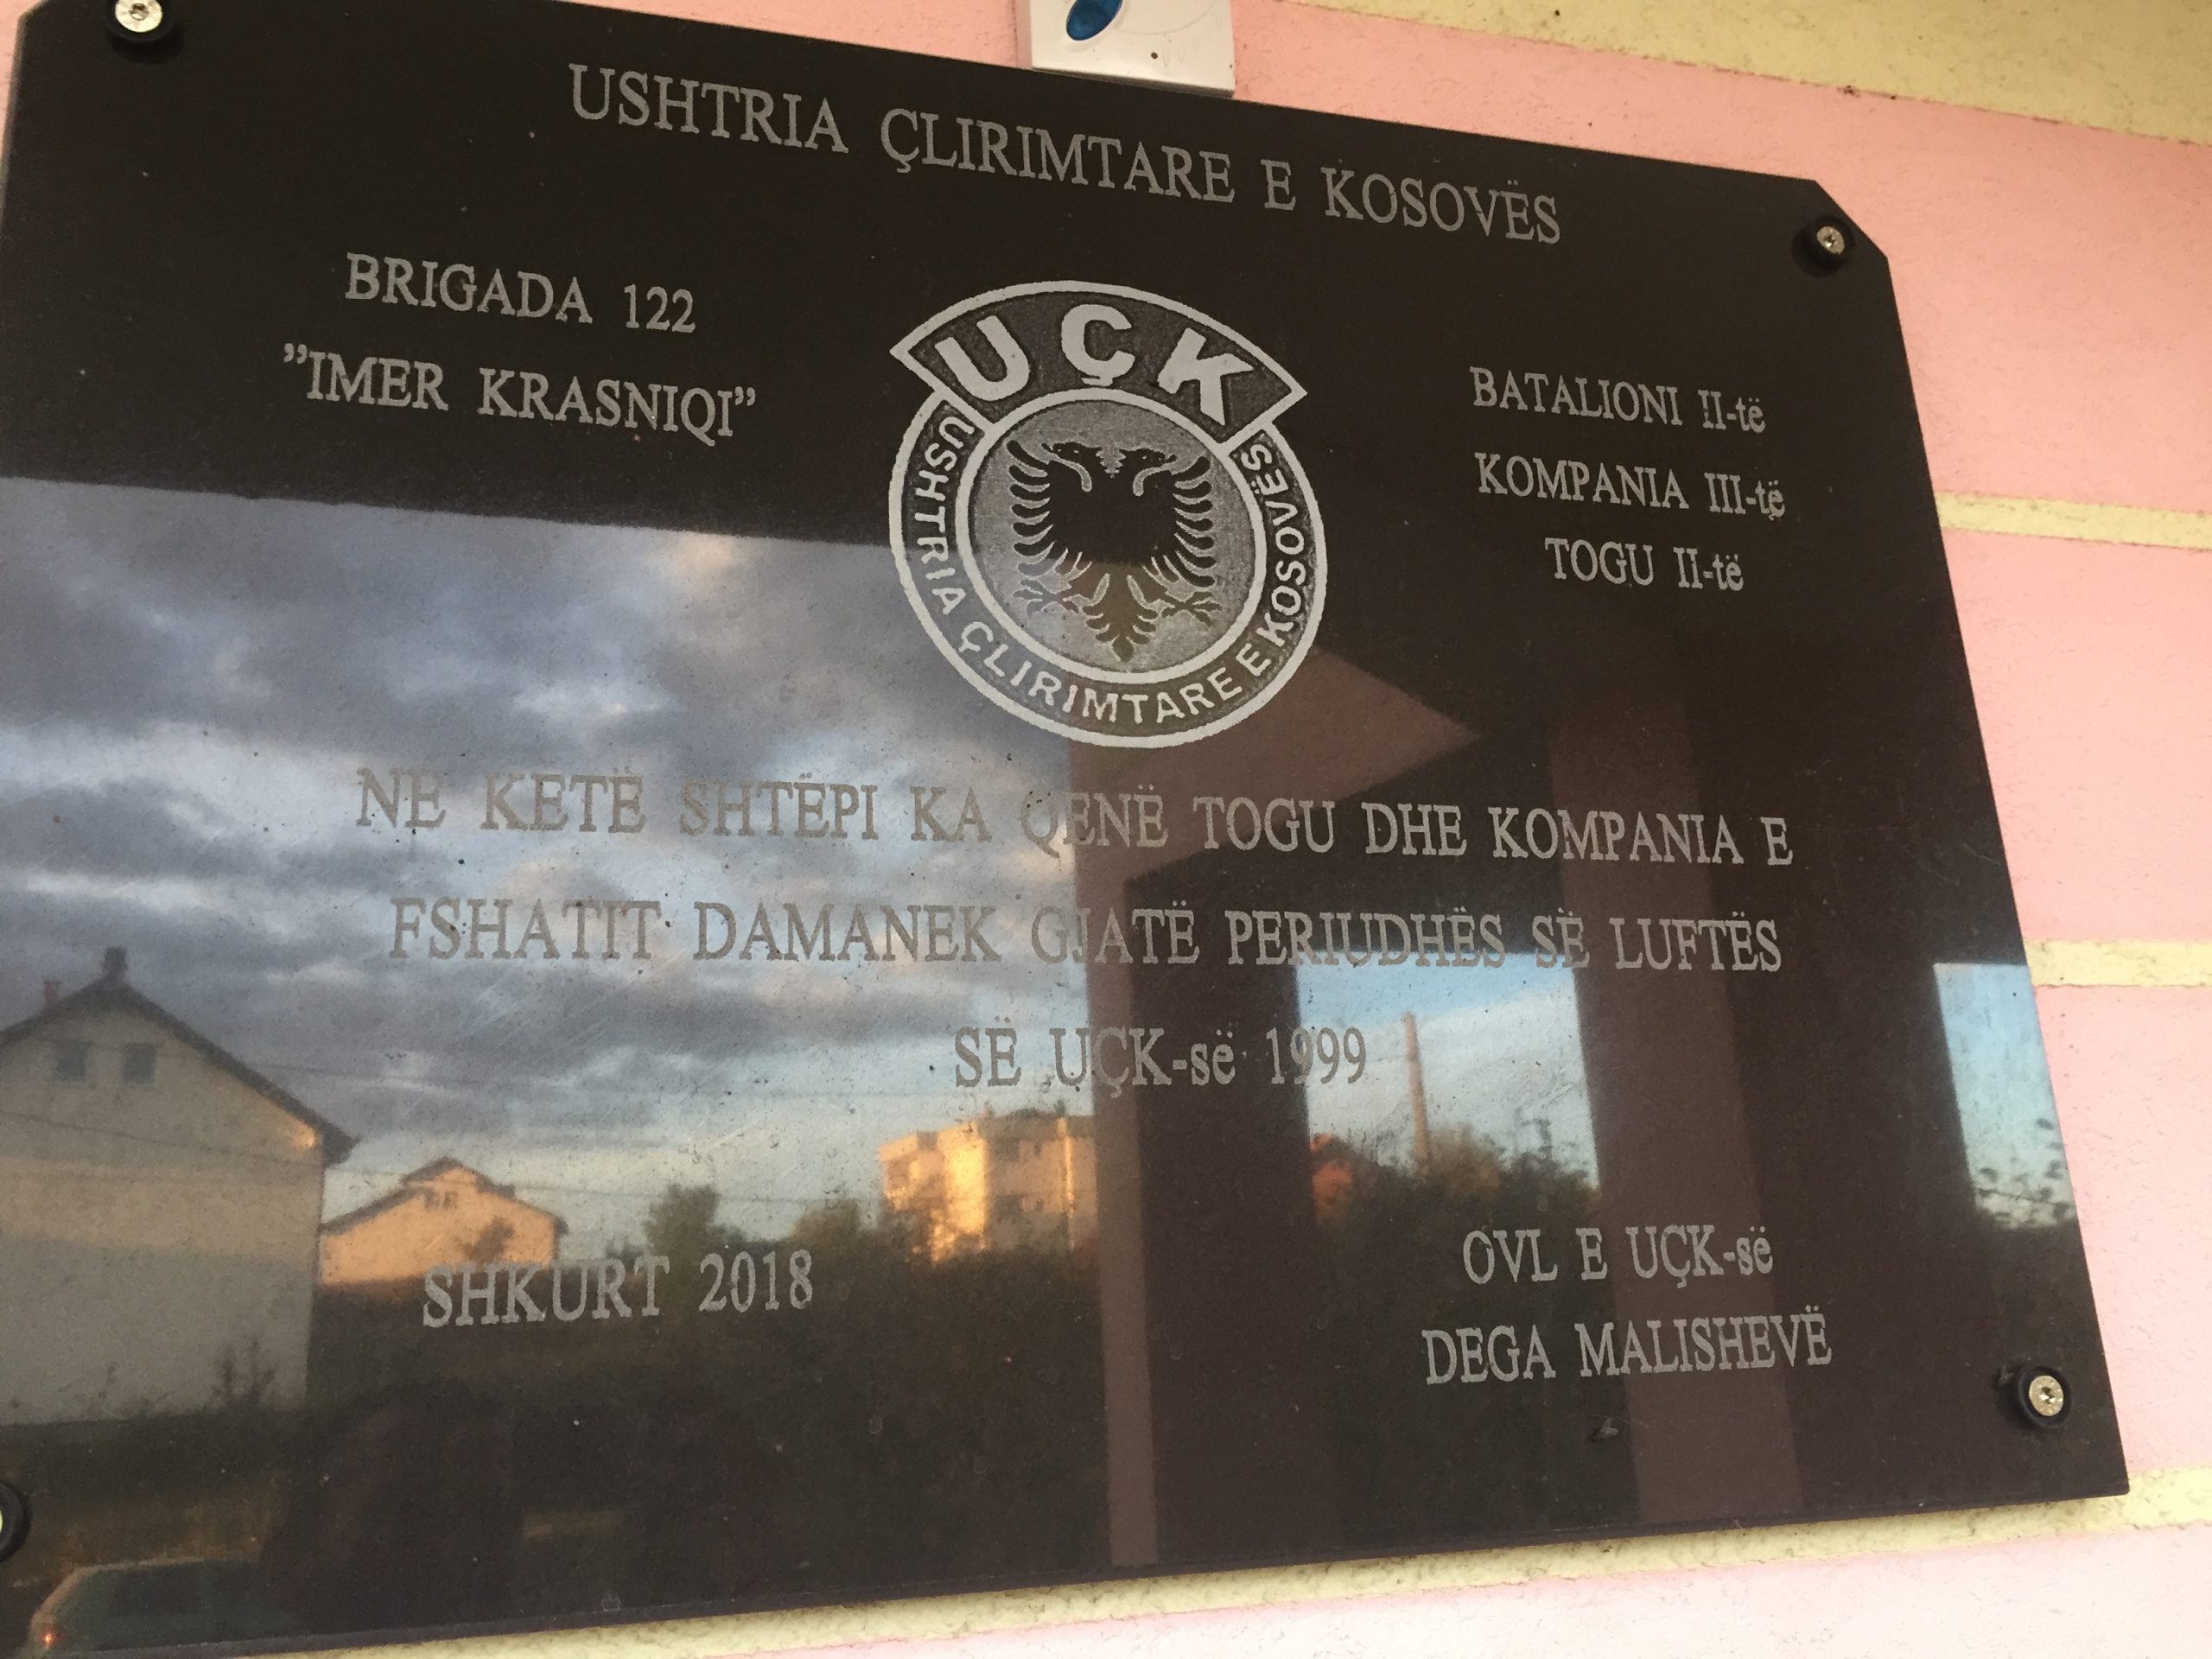 USHTRIA ÇLIRIMTARE E KOSOVËS
BRIGADA 122
”IMER KRASNIQI”
UÇK
USHTRIA ÇLIRIMTARE E KOSOVËS
BATALIONI II-të
KOMPANIA III-të
TOGU II-të
NË KETË SHTËPI KA QENË TOGU DHE KOMPANIA E
FSHATIT DAMANEK GJATË PERIUDHËS SË LUFTËS
SË UÇK-së 1999
SHKURT 2018
OVL E UÇK-së
DEGA MALISHEVË